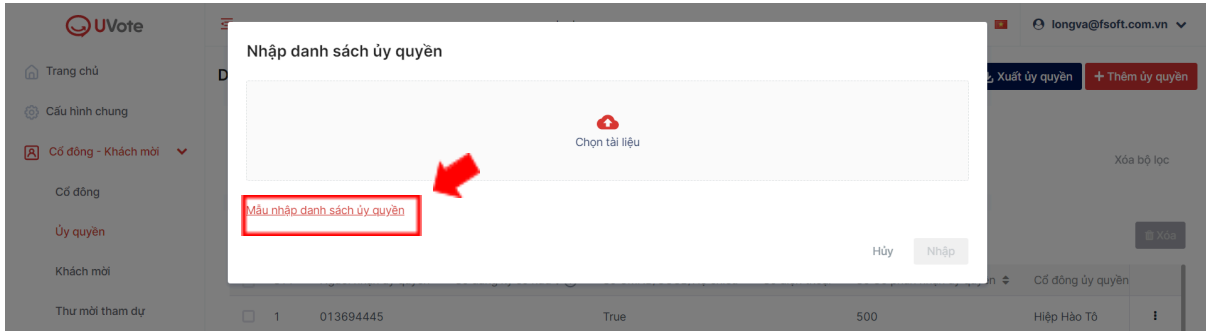 UVote
longva@fsoft.com.vn
Nhập danh sách ủy quyền
Trang chủ
D
Xuất ủy quyền
+ Thêm ủy quyền
Cấu hình chung
Chọn tài liệu
Cổ đông - Khách mời
Xóa bộ lọc
Cổ đông
Mẫu nhập danh sách ủy quyền
Ủy quyền
Xóa
Hủy
Nhập
Khách mời
Cổ đông ủy quyền
Thư mời tham dự
1 013694445 True 500 Hiệp Hào Tô